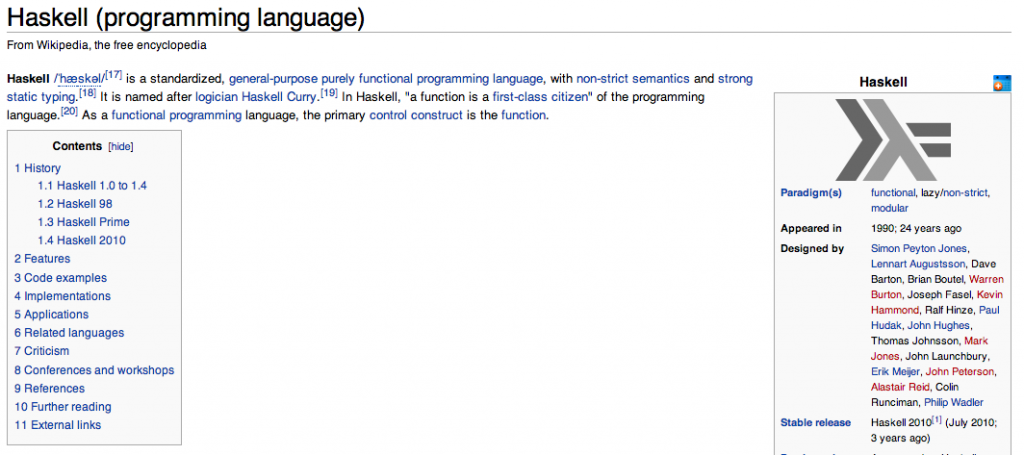 Haskell (programming language)
From Wikipedia, the free encyclopedia
Haskell /ˈhæskəl/[17] is a standardized, general-purpose purely functional programming language, with non-strict semantics and strong
static typing.[18] It is named after logician Haskell Curry.[19] In Haskell, "a function is a first-class citizen" of the programming
language.[20] As a functional programming language, the primary control construct is the function.
Contents [hide]
1 History
1.1 Haskell 1.0 to 1.4
1.2 Haskell 98
1.3 Haskell Prime
1.4 Haskell 2010
2 Features
3 Code examples
4 Implementations
5 Applications
6 Related languages
7 Criticism
8 Conferences and workshops
9 References
10 Further reading
11 External links
Haskell
Paradigm(s) functional, lazy/non-strict,
modular
Appeared in 1990; 24 years ago
Designed by Simon Peyton Jones,
Lennart Augustsson, Dave
Barton, Brian Boutel, Warren
Burton, Joseph Fasel, Kevin
Hammond, Ralf Hinze, Paul
Hudak, John Hughes,
Thomas Johnsson, Mark
Jones, John Launchbury,
Erik Meijer, John Peterson,
Alastair Reid, Colin
Runciman, Philip Wadler
Stable release Haskell 2010[1] (July 2010;
3 years ago)